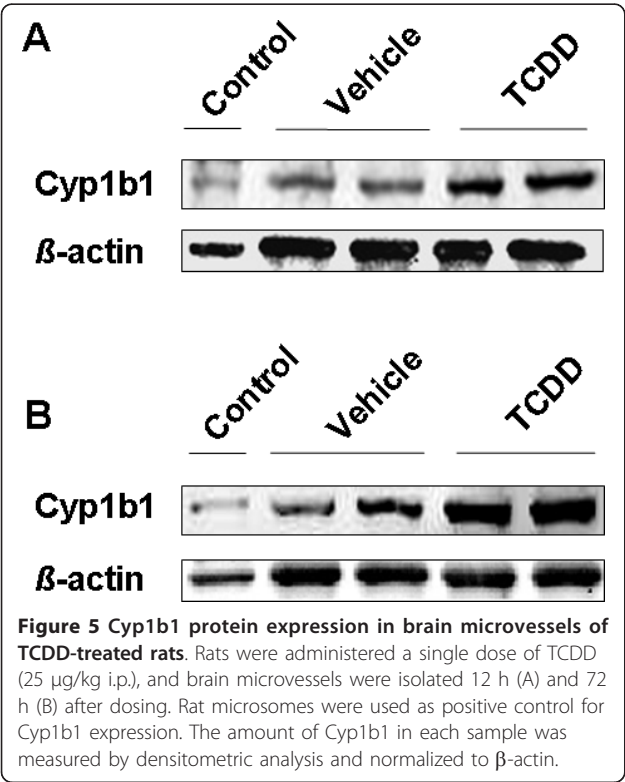 A
Control
Vehicle
TCDD
Cyp1b1
ß-actin
B
Control
Vehicle
TCDD
Cyp1b1
ß-actin
Figure 5 Cyp1b1 protein expression in brain microvessels of
TCDD-treated rats. Rats were administered a single dose of TCDD
(25 μg/kg i.p.), and brain microvessels were isolated 12 h (A) and 72
h (B) after dosing. Rat microsomes were used as positive control for
Cyp1b1 expression. The amount of Cyp1b1 in each sample was
measured by densitometric analysis and normalized to β-actin.